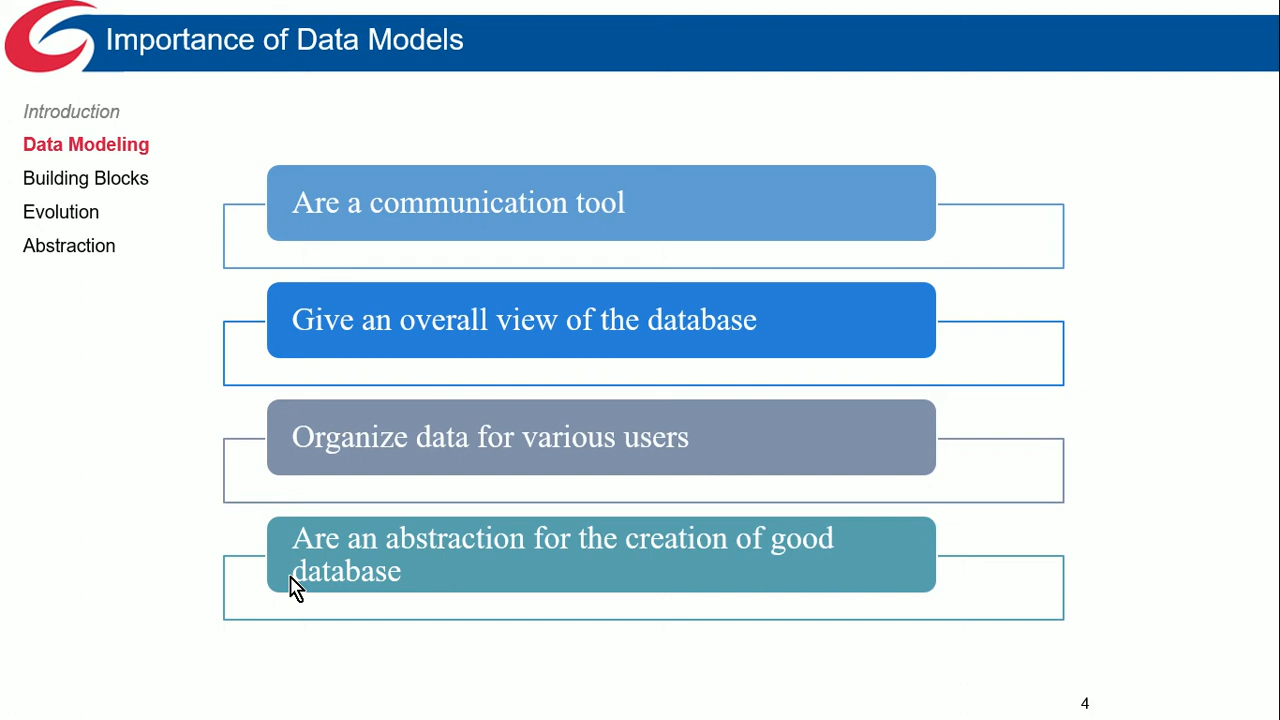 Importance of Data Models
Introduction
Data Modeling
Building Blocks
Evolution
Abstraction
Are a communication tool
Give an overall view of the database
Organize data for various users
Are an abstraction for the creation of good
database
4